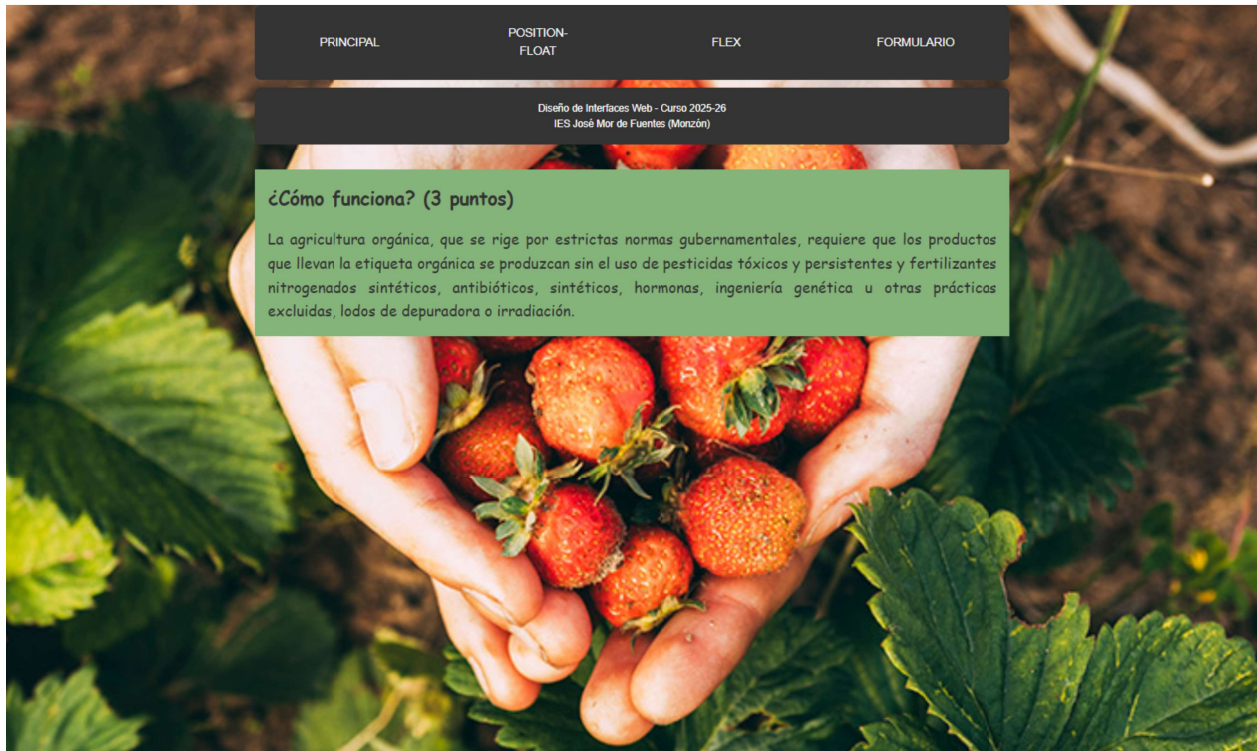 PRINCIPAL
POSITION-
FLOAT
FLEX
FORMULARIO
Diseño de Interfaces Web - Curso 2025-26
IES José Mor de Fuentes (Monzón)
¿Cómo funciona? (3 puntos)
La agricultura orgánica, que se rige por estrictas normas gubernamentales, requiere que los productos
que llevan la etiqueta orgánica se produzcan sin el uso de pesticidas tóxicos y persistentes y fertilizantes
nitrogenados sintéticos, antibióticos, sintéticos, hormonas, ingeniería genética u otras prácticas
excluidas, lodos de depuradora o irradiación.